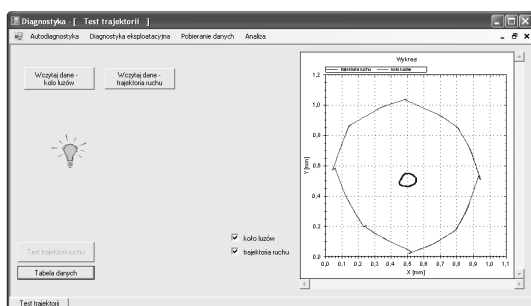 Diagnostyka - [ Test trajektorii ]
Autodiagnostyka Diagnostyka eksploatacyjna Pobieranie danych Analiza
Wczytaj dane -
koło luzów
Wczytaj dane -
trajektoria ruchu
Wykres
trajektoria ruchu koło luzów
1,2
1,0
0,8
0,6
0,4
0,2
0,0
Y [mm]
0,0 0,1 0,2 0,3 0,4 0,5 0,6 0,7 0,8 0,9 1,0 1,1
X [mm]
koło luzów
trajektoria ruchu
Test trajektorii ruchu
Tabela danych
Test trajektorii